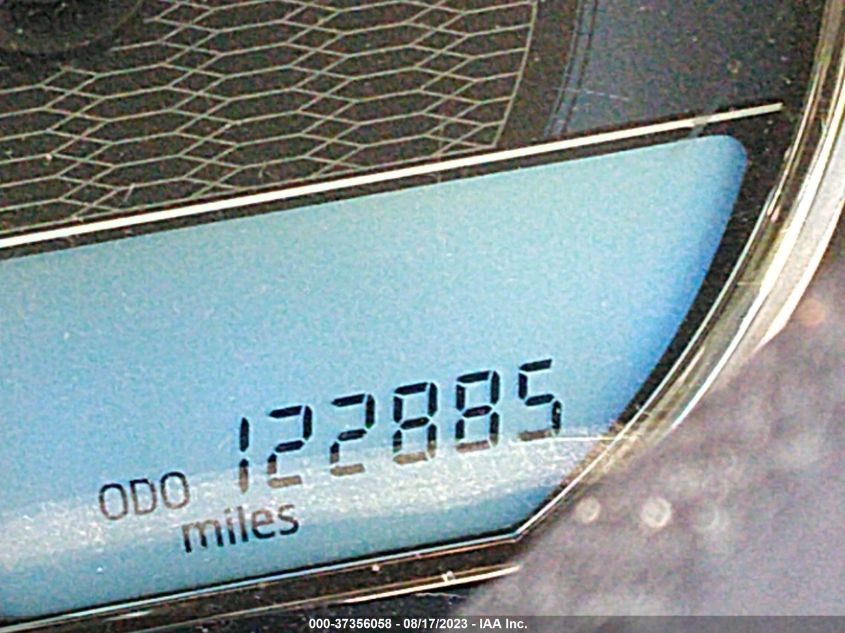 ODO 122885
miles
000-37356058 - 08/17/2023 - IAA Inc.